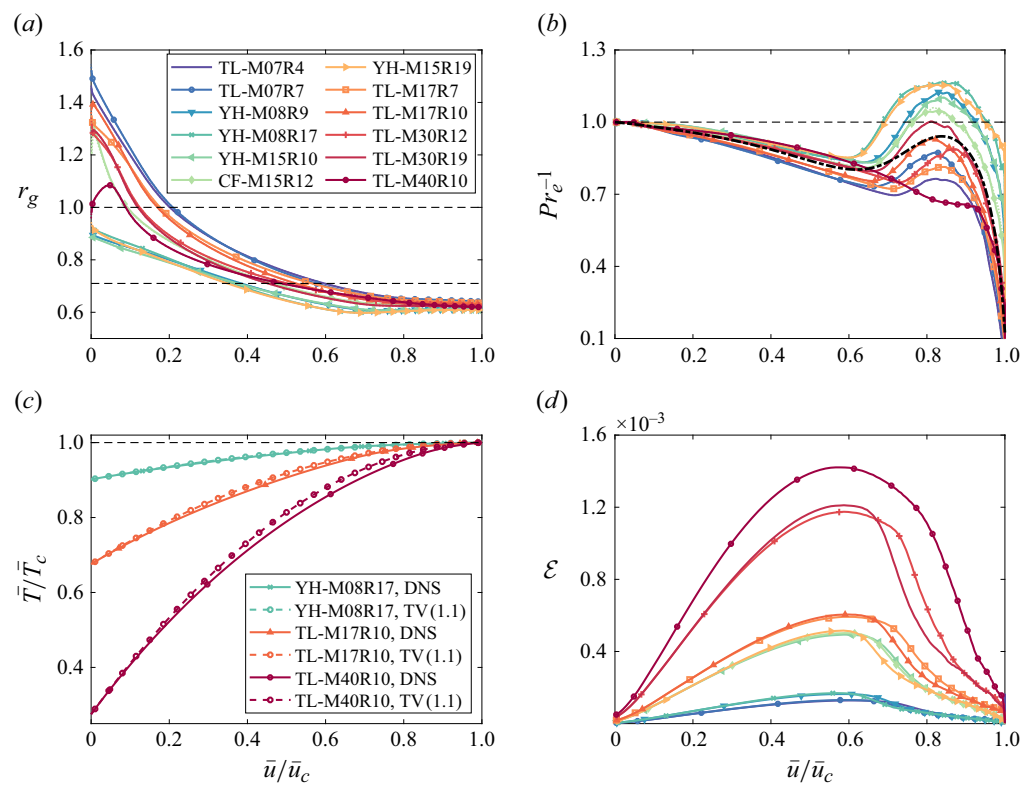 (a)
1.6
1.4
1.2
1.0
0.8
0.6
r_g
0 0.2 0.4 0.6 0.8 1.0
TL-M07R4
TL-M07R7
YH-M08R9
YH-M08R17
YH-M15R10
CF-M15R12
YH-M15R19
TL-M17R7
TL-M17R10
TL-M30R12
TL-M30R19
TL-M40R10
(b)
1.3
1.0
0.7
0.4
0.1
Pr_e^{-1}
0 0.2 0.4 0.6 0.8 1.0
(c)
1.0
0.8
0.6
0.4
T̄/T̄_c
YH-M08R17, DNS
YH-M08R17, TV(1.1)
TL-M17R10, DNS
TL-M17R10, TV(1.1)
TL-M40R10, DNS
TL-M40R10, TV(1.1)
0 0.2 0.4 0.6 0.8 1.0
ū/ū_c
(d)
×10⁻³
1.6
1.2
0.8
0.4
0
ℰ
0 0.2 0.4 0.6 0.8 1.0
ū/ū_c